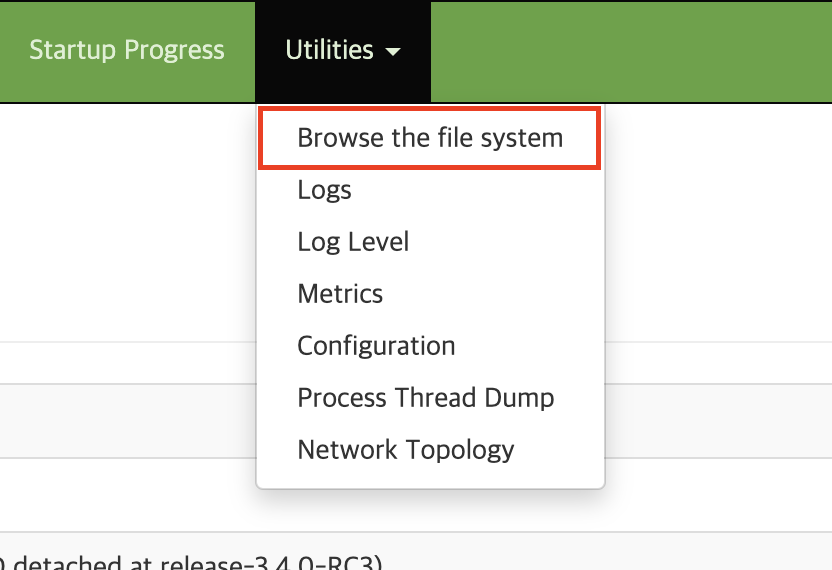 Startup Progress Utilities
Browse the file system
Logs
Log Level
Metrics
Configuration
Process Thread Dump
Network Topology
detached at release-3.4.0-RC3)